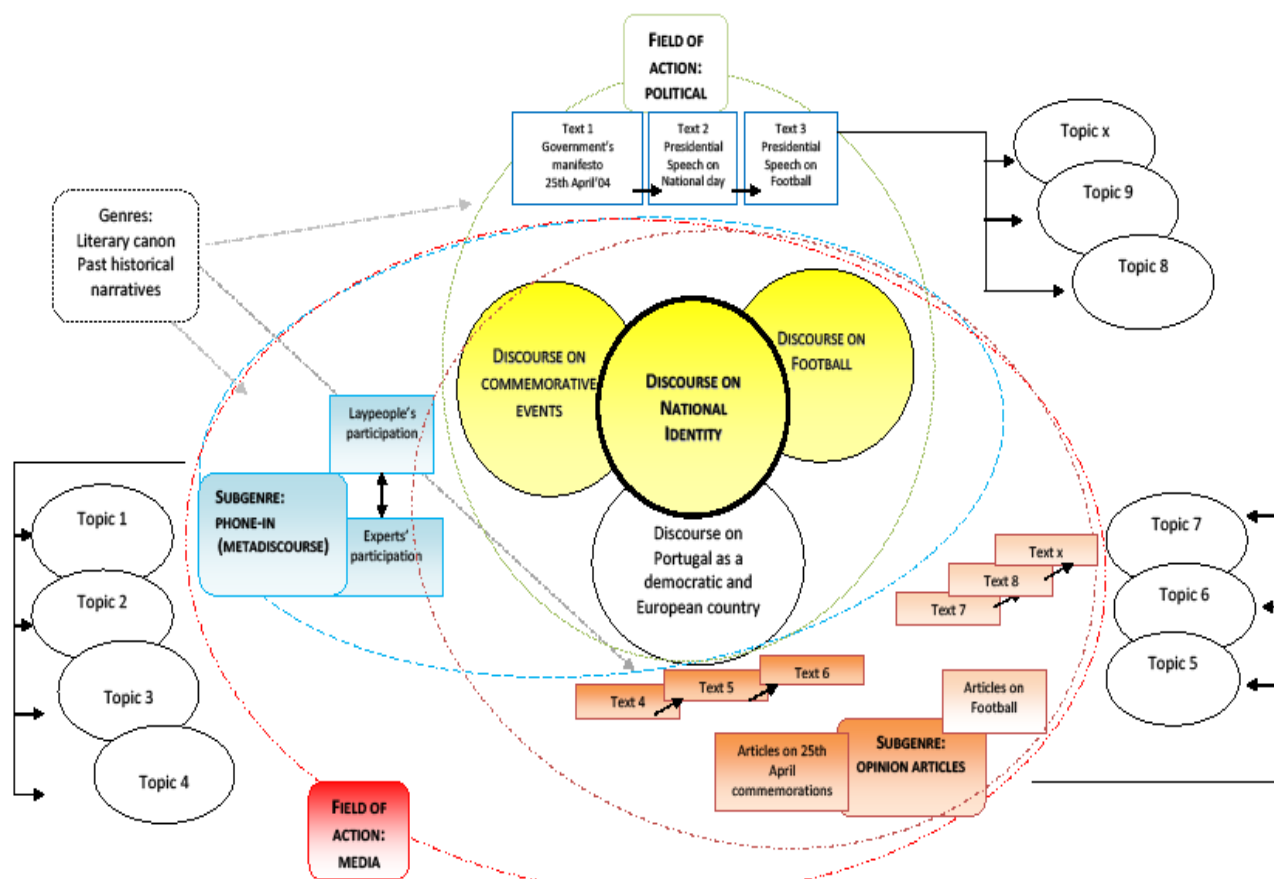 FIELD OF
ACTION:
POLITICAL
Text 1
Government's
manifesto
25th April'04
Text 2
Presidential
Speech on
National day
Text 3
Presidential
Speech on
Football
Topic x
Topic 9
Topic 8
Genres:
Literary canon
Past historical
narratives
DISCOURSE ON
COMMEMORATIVE
EVENTS
DISCOURSE ON
NATIONAL
IDENTITY
DISCOURSE ON
FOOTBALL
Laypeople's
participation
SUBGENRE:
PHONE-IN
(METADISCOURSE)
Experts'
participation
Discourse on
Portugal as a
democratic and
European country
Topic 1
Topic 2
Topic 3
Topic 4
Text x
Text 8
Text 7
Topic 7
Topic 6
Topic 5
Text 6
Text 5
Text 4
Articles on
Football
Articles on 25th
April
commemorations
SUBGENRE:
OPINION ARTICLES
FIELD OF
ACTION:
MEDIA